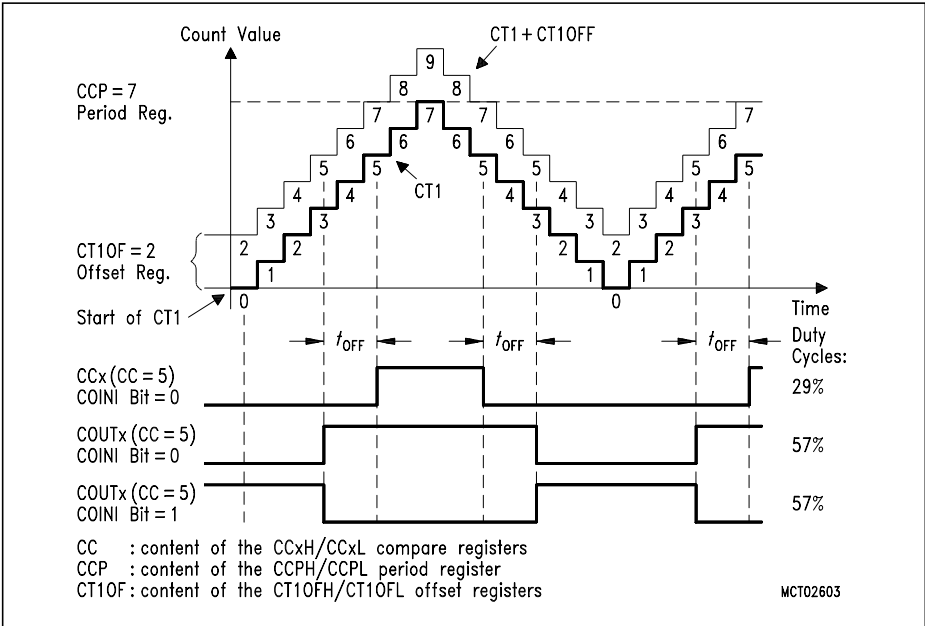 Count Value
CT1+CT1OFF
CCP=7
Period Reg.
9
8 8
7 7 7 7
6 6 6 6 6
5 5 5 5 5 5
CT1
4 4 4 4 4 4
3 3 3 3 3 3
CT1OF=2
Offset Reg.
2 2 2 2 2
1 1 1
0 0
Start of CT1
Time
tOFF tOFF tOFF
Duty
Cycles:
CCx(CC=5)
COINI Bit=0
29%
COUTx(CC=5)
COINI Bit=0
57%
COUTx(CC=5)
COINI Bit=1
57%
CC : content of the CCxH/CCxL compare registers
CCP : content of the CCPH/CCPL period register
CT1OF: content of the CT1OFH/CT1OFL offset registers
MCT02603